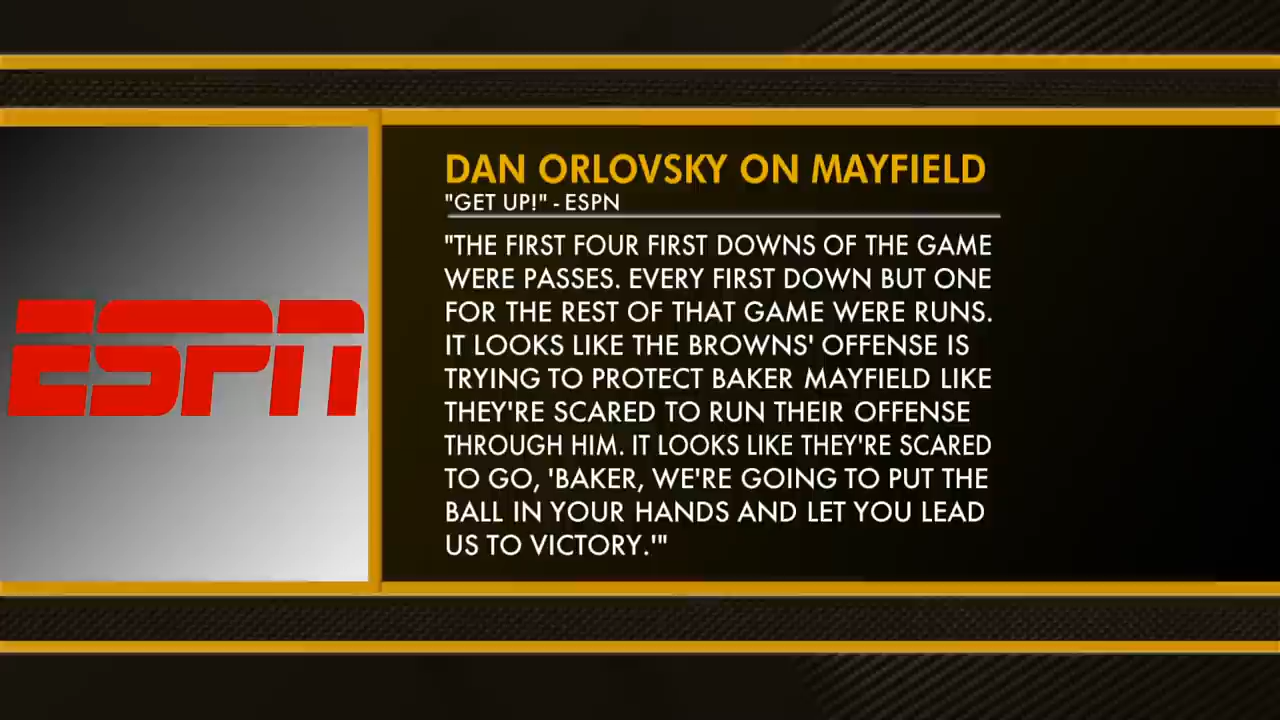 ESPN
DAN ORLOVSKY ON MAYFIELD
"GET UP!" - ESPN
"THE FIRST FOUR FIRST DOWNS OF THE GAME
WERE PASSES. EVERY FIRST DOWN BUT ONE
FOR THE REST OF THAT GAME WERE RUNS.
IT LOOKS LIKE THE BROWNS' OFFENSE IS
TRYING TO PROTECT BAKER MAYFIELD LIKE
THEY'RE SCARED TO RUN THEIR OFFENSE
THROUGH HIM. IT LOOKS LIKE THEY'RE SCARED
TO GO, 'BAKER, WE'RE GOING TO PUT THE
BALL IN YOUR HANDS AND LET YOU LEAD
US TO VICTORY.'"